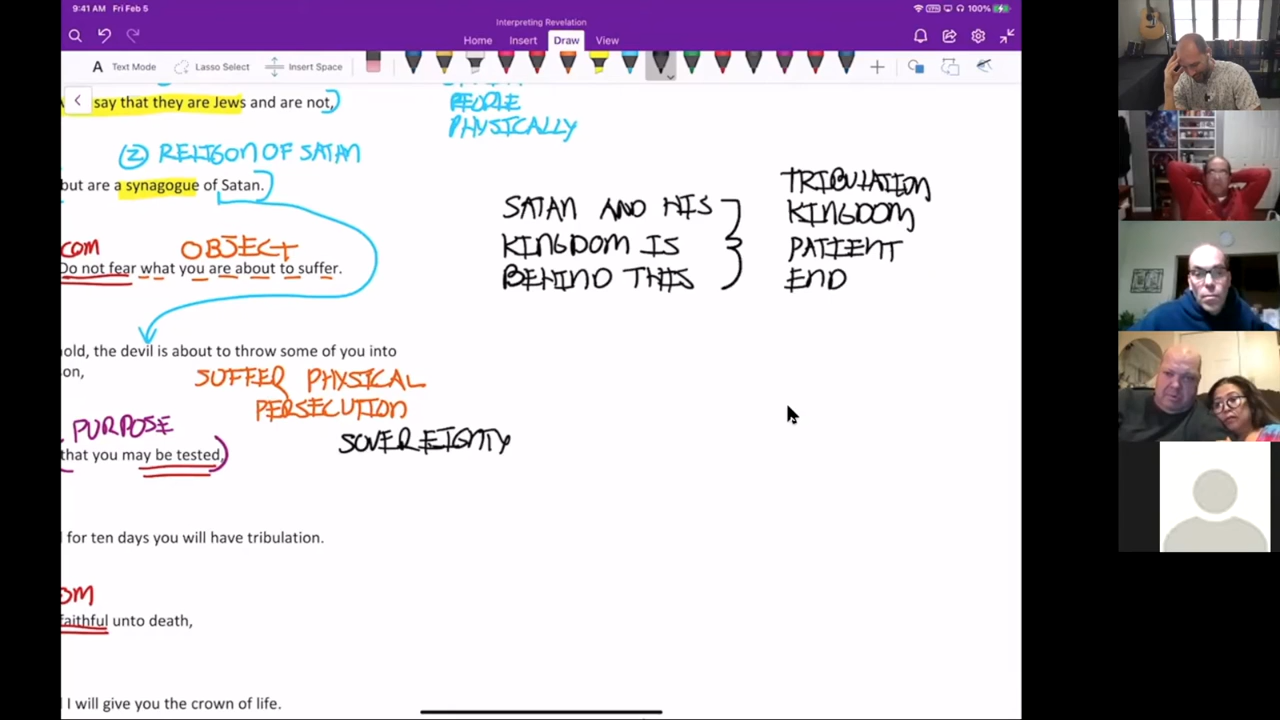 9:41 AM Fri Feb 5
100%
Interpreting Revelation
Home Insert Draw View
A Text Mode Lasso Select Insert Space
say that they are Jews and are not,
PEOPLE
PHYSICALLY
② RELIGON OF SATAN
but are a synagogue of Satan.
SATAN AND HIS
KINGDOM IS
BEHIND THIS
TRIBULATION
KINGDOM
PATIENT
END
COM
OBJECT
Do not fear what you are about to suffer.
hold, the devil is about to throw some of you into
son,
SUFFER PHYSICAL
PERSECUTION
PURPOSE
SOVEREIGNTY
that you may be tested,
for ten days you will have tribulation.
OM
faithful unto death,
I will give you the crown of life.